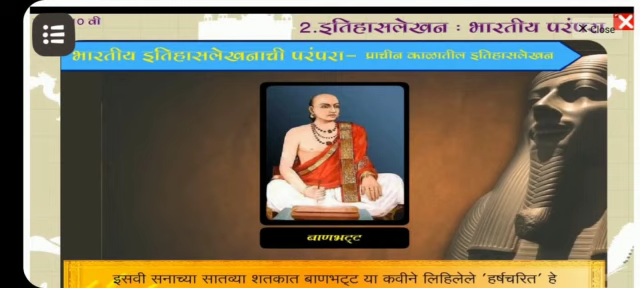 १० वी
2.इतिहासलेखन : भारतीय परंपरा
Close
भारतीय इतिहासलेखनाची परंपरा– प्राचीन काळातील इतिहासलेखन
बाणभट्ट
इसवी सनाच्या सातव्या शतकात बाणभट्ट या कवीने लिहिलेले ‘हर्षचरित’ हे